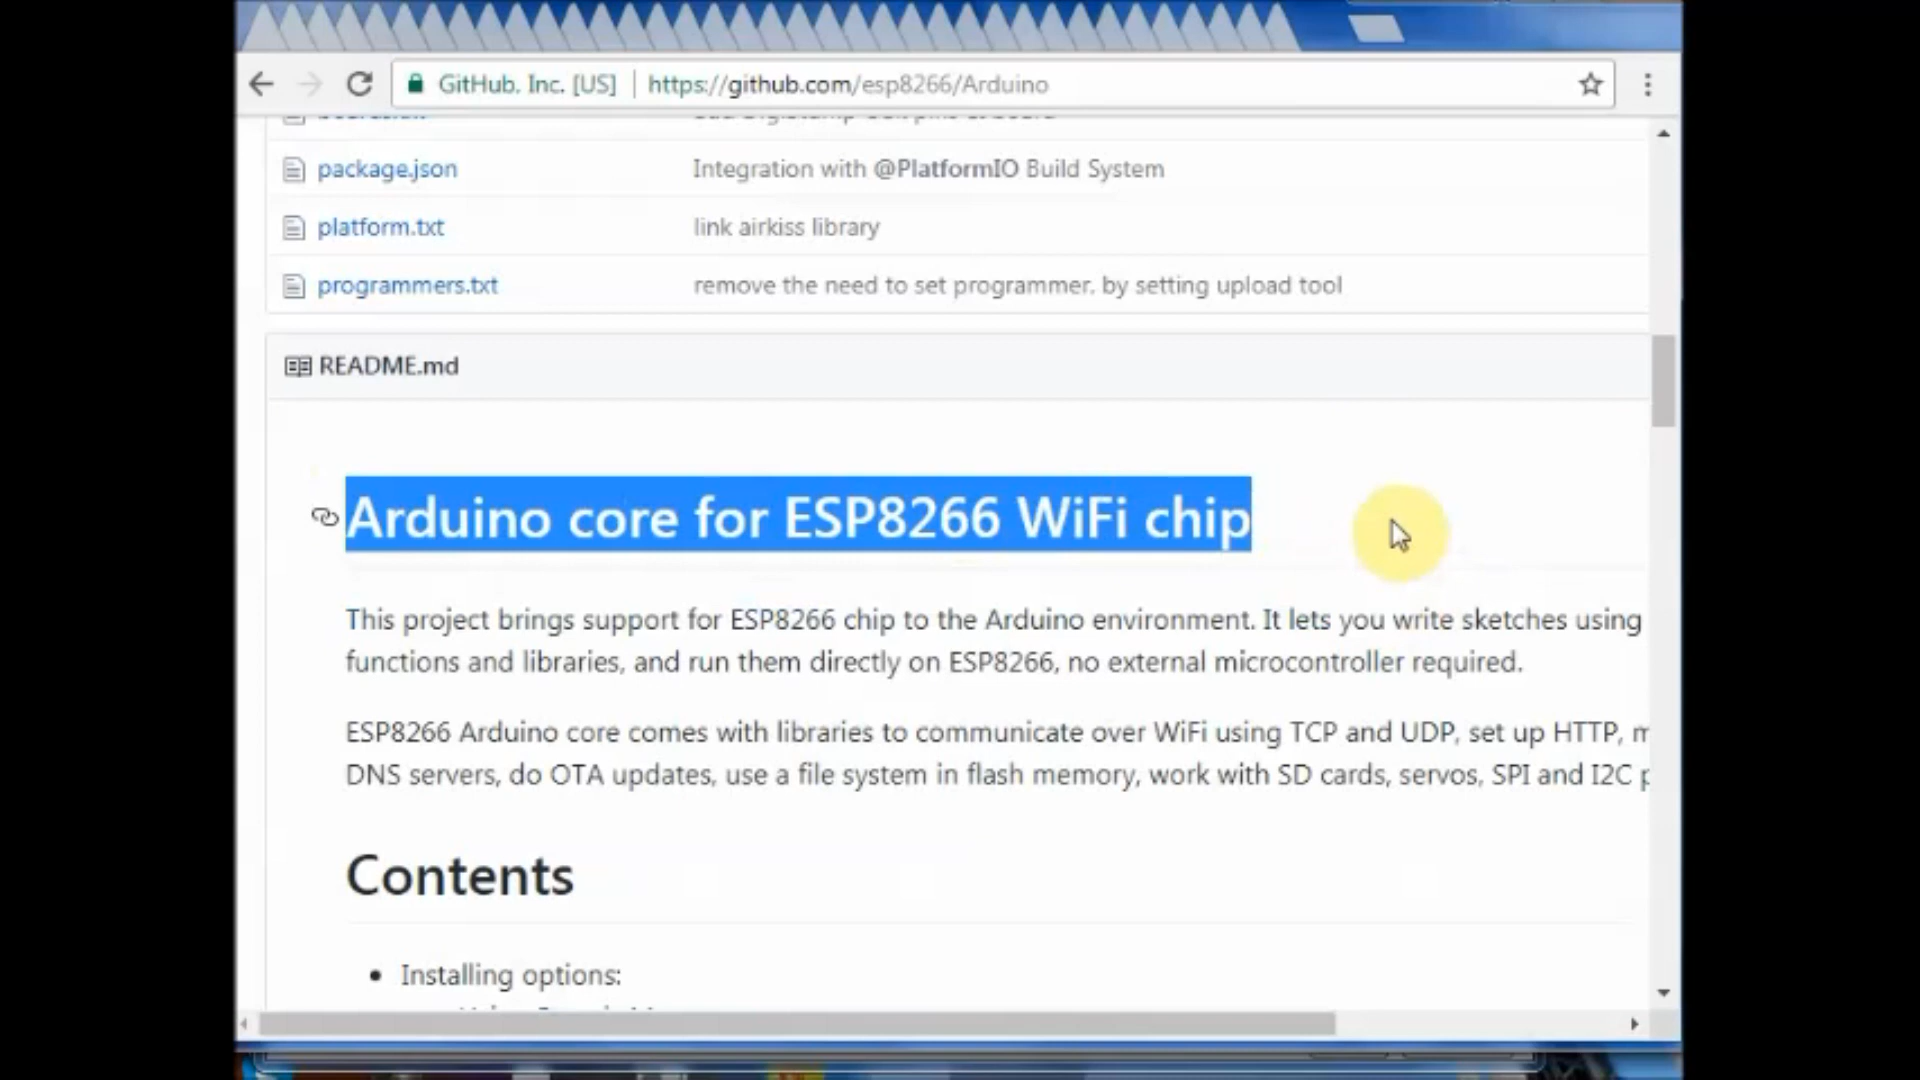 GitHub, Inc. [US] https://github.com/esp8266/Arduino
package.json Integration with @PlatformIO Build System
platform.txt link airkiss library
programmers.txt remove the need to set programmer, by setting upload tool
README.md
Arduino core for ESP8266 WiFi chip
This project brings support for ESP8266 chip to the Arduino environment. It lets you write sketches using
functions and libraries, and run them directly on ESP8266, no external microcontroller required.
ESP8266 Arduino core comes with libraries to communicate over WiFi using TCP and UDP, set up HTTP, m
DNS servers, do OTA updates, use a file system in flash memory, work with SD cards, servos, SPI and I2C p
Contents
• Installing options: